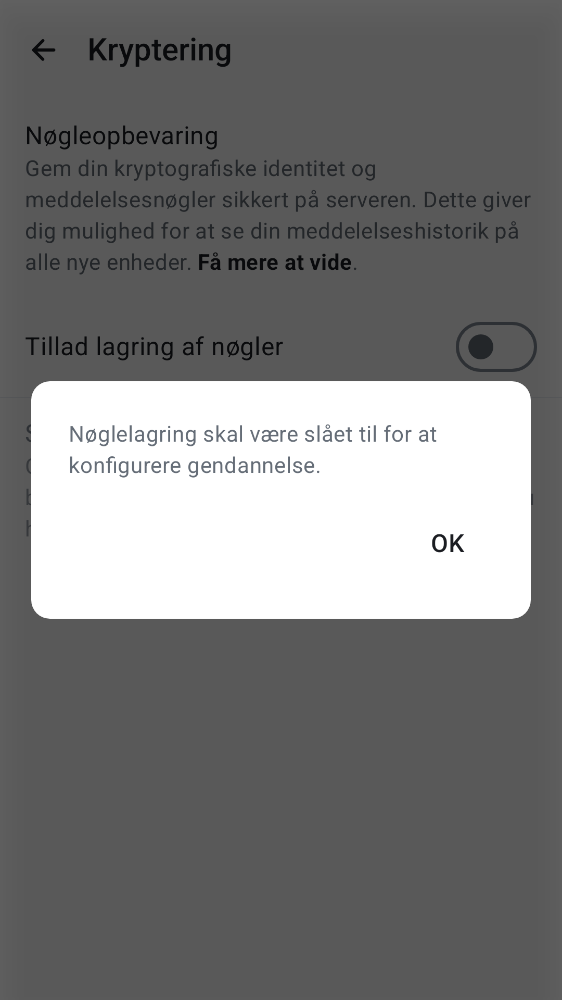 Kryptering
Nøgleopbevaring
Gem din kryptografiske identitet og
meddelelsesnøgler sikkert på serveren. Dette giver
dig mulighed for at se din meddelelseshistorik på
alle nye enheder. Få mere at vide.
Tillad lagring af nøgler
Nøglelagring skal være slået til for at
konfigurere gendannelse.
OK